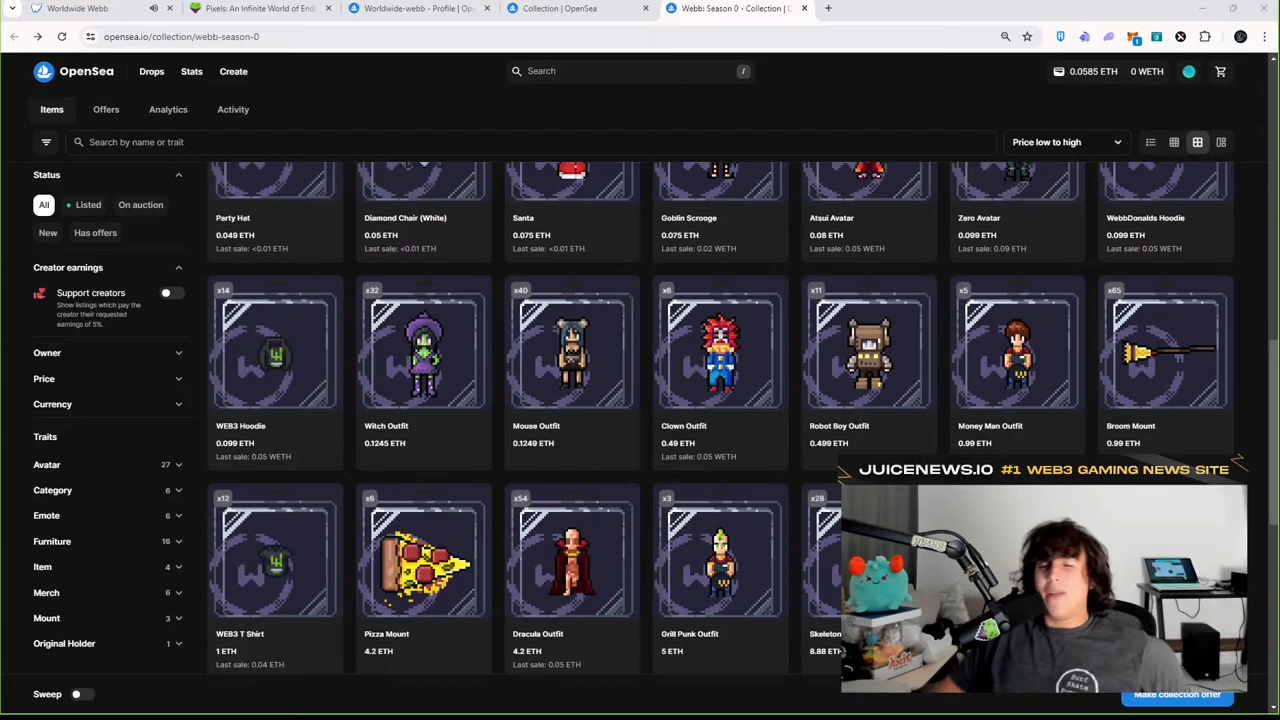 Worldwide Webb
Pixels: An Infinite World of End
Worldwide-webb - Profile | Op
Collection | OpenSea
Webb: Season 0 - Collection | O
opensea.io/collection/webb-season-0
OpenSea
Drops
Stats
Create
Search
/
0.0585 ETH
0 WETH
Items
Offers
Analytics
Activity
Search by name or trait
Price low to high
Status
All
Listed
On auction
New
Has offers
Creator earnings
Support creators
Show listings which pay the
creator their requested
earnings of 5%.
Owner
Price
Currency
Traits
Avatar 27
Category 6
Emote 6
Furniture 16
Item 4
Merch 6
Mount 3
Original Holder 1
Sweep
Party Hat
0.049 ETH
Last sale: <0.01 ETH
Diamond Chair (White)
0.05 ETH
Last sale: <0.01 ETH
Santa
0.075 ETH
Last sale: <0.01 ETH
Goblin Scrooge
0.075 ETH
Last sale: 0.02 WETH
Atsui Avatar
0.08 ETH
Last sale: 0.05 WETH
Zero Avatar
0.099 ETH
Last sale: 0.09 ETH
WebbDonalds Hoodie
0.099 ETH
Last sale: 0.05 WETH
x14
WEB3 Hoodie
0.099 ETH
Last sale: 0.05 WETH
x32
Witch Outfit
0.1245 ETH
x40
Mouse Outfit
0.1249 ETH
x6
Clown Outfit
0.49 ETH
Last sale: 0.05 WETH
x11
Robot Boy Outfit
0.499 ETH
x5
Money Man Outfit
0.99 ETH
x65
Broom Mount
0.99 ETH
x12
WEB3 T Shirt
1 ETH
Last sale: 0.04 ETH
x6
Pizza Mount
4.2 ETH
x54
Dracula Outfit
4.2 ETH
Last sale: 0.05 ETH
x3
Grill Punk Outfit
5 ETH
x28
Skeleton
8.88 ETH
JUICENEWS.IO #1 WEB3 GAMING NEWS SITE
Surf
Skate
Make collection offer